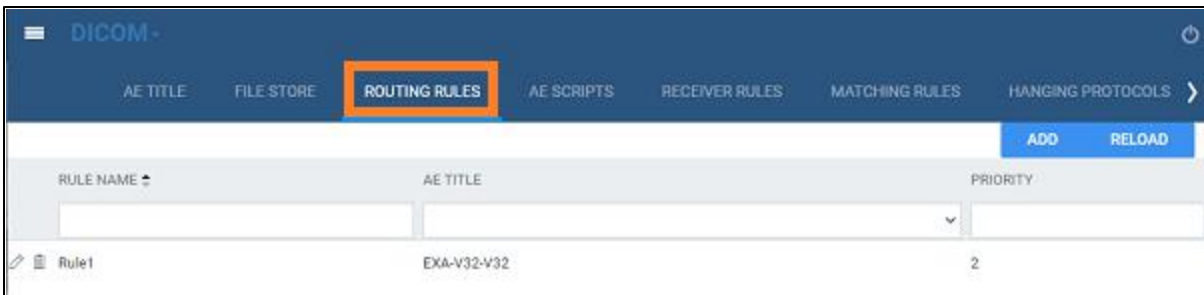 DICOM
AE TITLE FILE STORE ROUTING RULES AE SCRIPTS RECEIVER RULES MATCHING RULES HANGING PROTOCOLS
ADD RELOAD
RULE NAME AE TITLE PRIORITY
Rule1 EXA-V32-V32 2